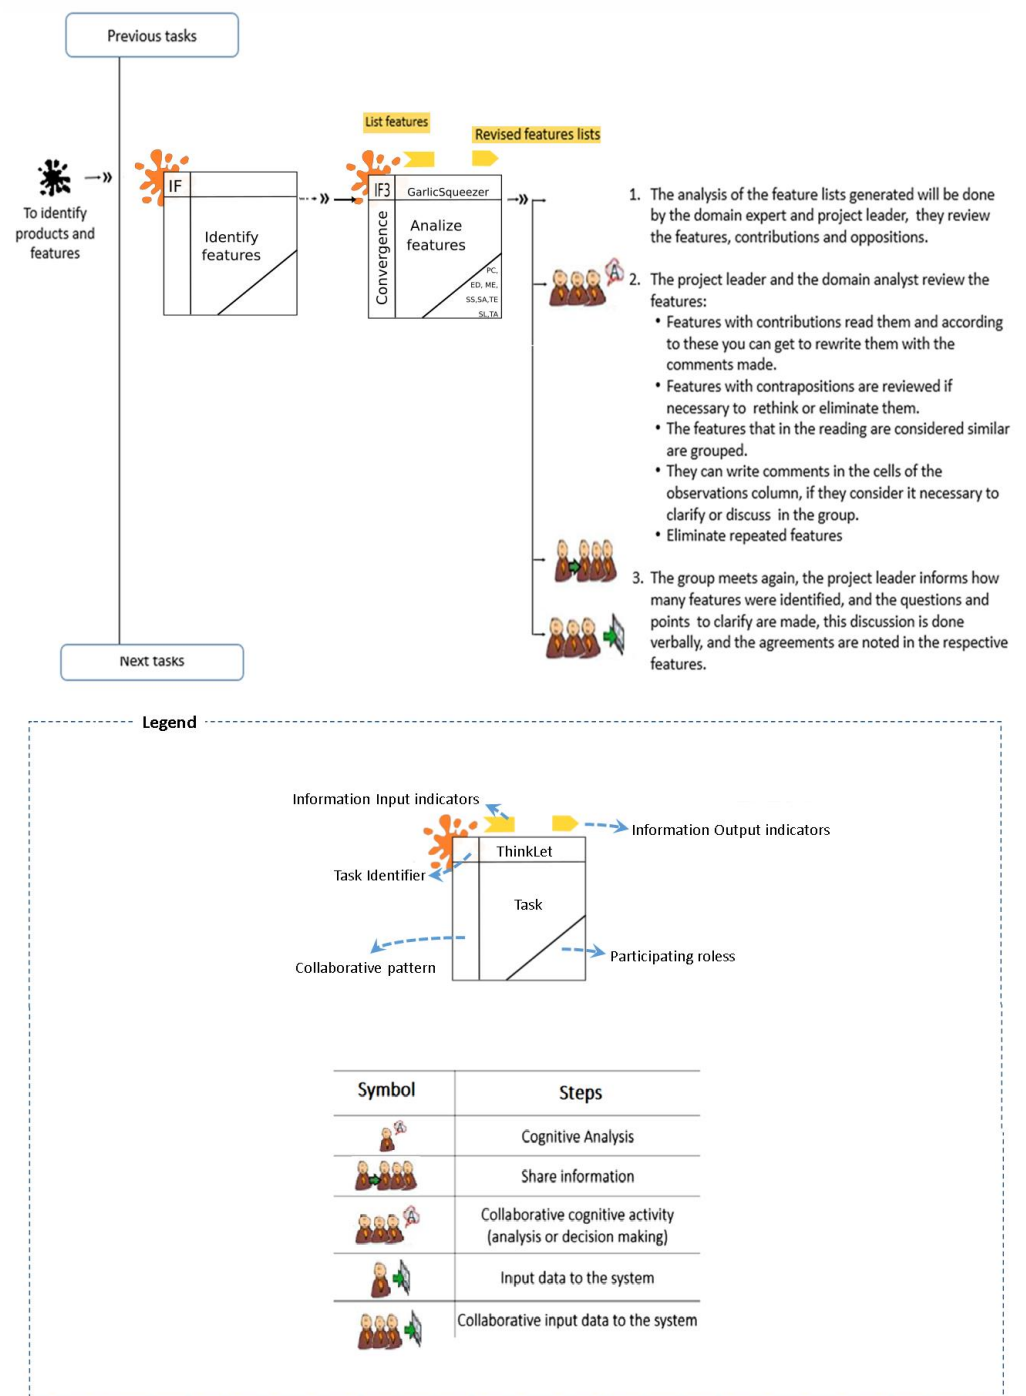 Previous tasks
List features
Revised features lists
To identify
products and
features
IF
Identify
features
IF3
GarlicSqueezer
Convergence
Analize
features
PC,
ED, ME,
SS,SA,TE
SL,TA
1. The analysis of the feature lists generated will be done
by the domain expert and project leader, they review
the features, contributions and oppositions.
2. The project leader and the domain analyst review the
features:
• Features with contributions read them and according
to these you can get to rewrite them with the
comments made.
• Features with contrapositions are reviewed if
necessary to rethink or eliminate them.
• The features that in the reading are considered similar
are grouped.
• They can write comments in the cells of the
observations column, if they consider it necessary to
clarify or discuss in the group.
• Eliminate repeated features
3. The group meets again, the project leader informs how
many features were identified, and the questions and
points to clarify are made, this discussion is done
verbally, and the agreements are noted in the respective
features.
Next tasks
Legend
Information Input indicators
Information Output indicators
ThinkLet
Task Identifier
Task
Collaborative pattern
Participating roless
Symbol Steps
Cognitive Analysis
Share information
Collaborative cognitive activity
(analysis or decision making)
Input data to the system
Collaborative input data to the system